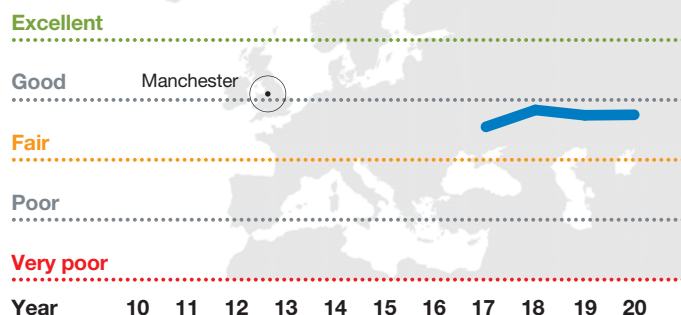 Excellent
Good
Manchester
Fair
Poor
Very poor
Year 10 11 12 13 14 15 16 17 18 19 20